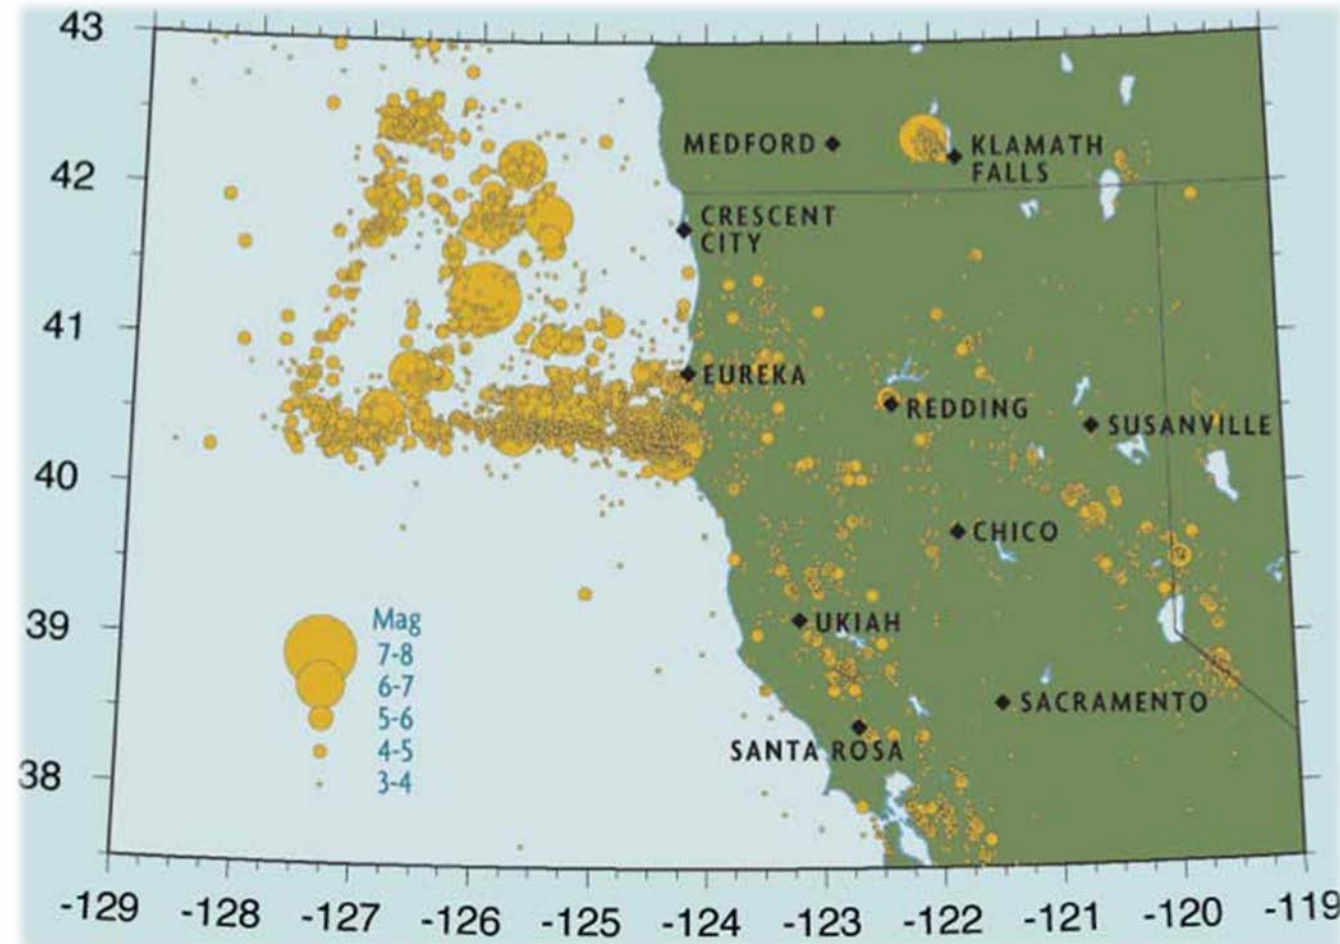 43
42
41
40
39
38
MEDFORD
KLAMATH
FALLS
CRESCENT
CITY
EUREKA
REDDING
SUSANVILLE
CHICO
UKIAH
SACRAMENTO
SANTA ROSA
Mag
7-8
6-7
5-6
4-5
3-4
-129 -128 -127 -126 -125 -124 -123 -122 -121 -120 -119